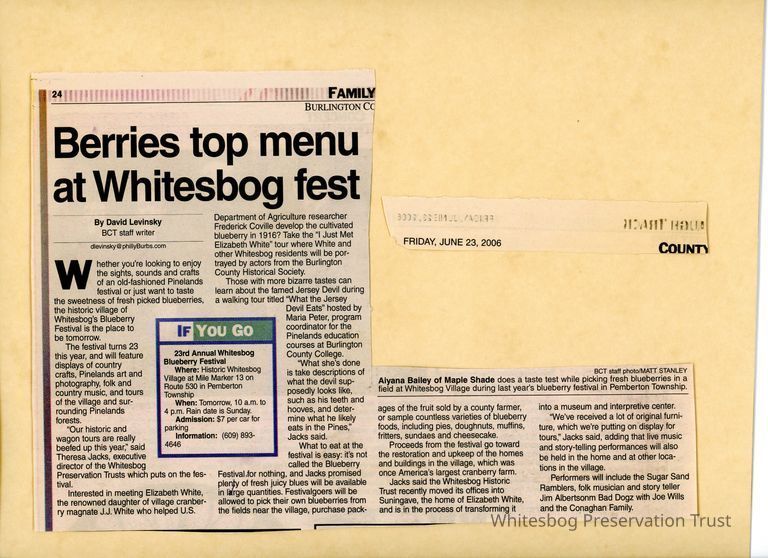 24
FAMILY
BURLINGTON CO
Berries top menu
at Whitesbog fest
By David Levinsky
BCT staff writer
dlevinsky@phillyBurbs.com
Whether you're looking to enjoy
the sights, sounds and crafts
of an old-fashioned Pinelands
festival or just want to taste
the sweetness of fresh picked blueberries,
the historic village of
Whitesbog's Blueberry
Festival is the place to
be tomorrow.
The festival turns 23
this year, and will feature
displays of country
crafts, Pinelands art and
photography, folk and
country music, and tours
of the village and sur-
rounding Pinelands
forests.
"Our historic and
wagon tours are really
beefed up this year," said
Theresa Jacks, executive
director of the Whitesbog
Preservation Trusts which puts on the fes-
tival.
Interested in meeting Elizabeth White,
the renowned daughter of village cranber-
ry magnate J.J. White who helped U.S.
Department of Agriculture researcher
Frederick Coville develop the cultivated
blueberry in 1916? Take the "I Just Met
Elizabeth White" tour where White and
other Whitesbog residents will be por-
trayed by actors from the Burlington
County Historical Society.
Those with more bizarre tastes can
learn about the famed Jersey Devil during
a walking tour titled "What the Jersey
Devil Eats" hosted by
Maria Peter, program
coordinator for the
Pinelands education
courses at Burlington
County College.
"What she's done
is take descriptions of
what the devil sup-
posedly looks like,
such as his teeth and
hooves, and deter-
mine what he likely
eats in the Pines,"
Jacks said.
What to eat at the
festival is easy: it's not
called the Blueberry
Festival for nothing, and Jacks promised
plenty of fresh juicy blues will be available
in large quantities. Festivalgoers will be
allowed to pick their own blueberries from
the fields near the village, purchase pack-
IF YOU GO
23rd Annual Whitesbog
Blueberry Festival
Where: Historic Whitesbog
Village at Mile Marker 13 on
Route 530 in Pemberton
Township
When: Tomorrow, 10 a.m. to
4 p.m. Rain date is Sunday.
Admission: $7 per car for
parking
Information: (609) 893-
4646
FRIDAY, JUNE 23, 2006
COUNTY
BCT staff photo/MATT STANLEY
Aiyana Bailey of Maple Shade does a taste test while picking fresh blueberries in a
field at Whitesbog Village during last year's blueberry festival in Pemberton Township.
ages of the fruit sold by a county farmer,
or sample countless varieties of blueberry
foods, including pies, doughnuts, muffins,
fritters, sundaes and cheesecake.
Proceeds from the festival go toward
the restoration and upkeep of the homes
and buildings in the village, which was
once America's largest cranberry farm.
Jacks said the Whitesbog Historic
Trust recently moved its offices into
Suningave, the home of Elizabeth White,
and is in the process of transforming it
into a museum and interpretive center.
"We've received a lot of original furni-
ture, which we're putting on display for
tours," Jacks said, adding that live music
and story-telling performances will also
be held in the home and at other loca-
tions in the village.
Performers will include the Sugar Sand
Ramblers, folk musician and story teller
Jim Albertsonm Bad Dogz with Joe Wills
and the Conaghan Family.
Whitesbog Preservation Trust